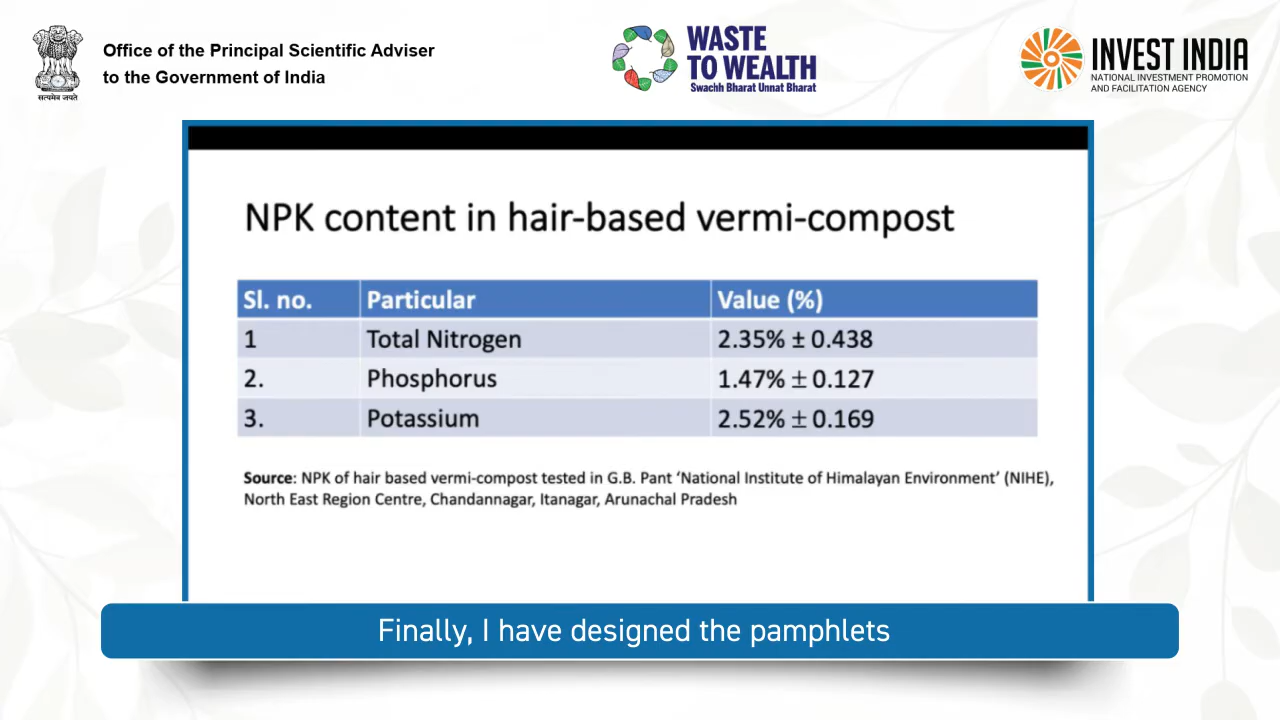 Office of the Principal Scientific Adviser
to the Government of India
सत्यमेव जयते
WASTE
TO WEALTH
Swachh Bharat Unnat Bharat
INVEST INDIA
NATIONAL INVESTMENT PROMOTION
AND FACILITATION AGENCY
NPK content in hair-based vermi-compost
Sl. no. Particular Value (%)
1 Total Nitrogen 2.35% ± 0.438
2. Phosphorus 1.47% ± 0.127
3. Potassium 2.52% ± 0.169
Source: NPK of hair based vermi-compost tested in G.B. Pant ‘National Institute of Himalayan Environment’ (NIHE),
North East Region Centre, Chandannagar, Itanagar, Arunachal Pradesh
Finally, I have designed the pamphlets